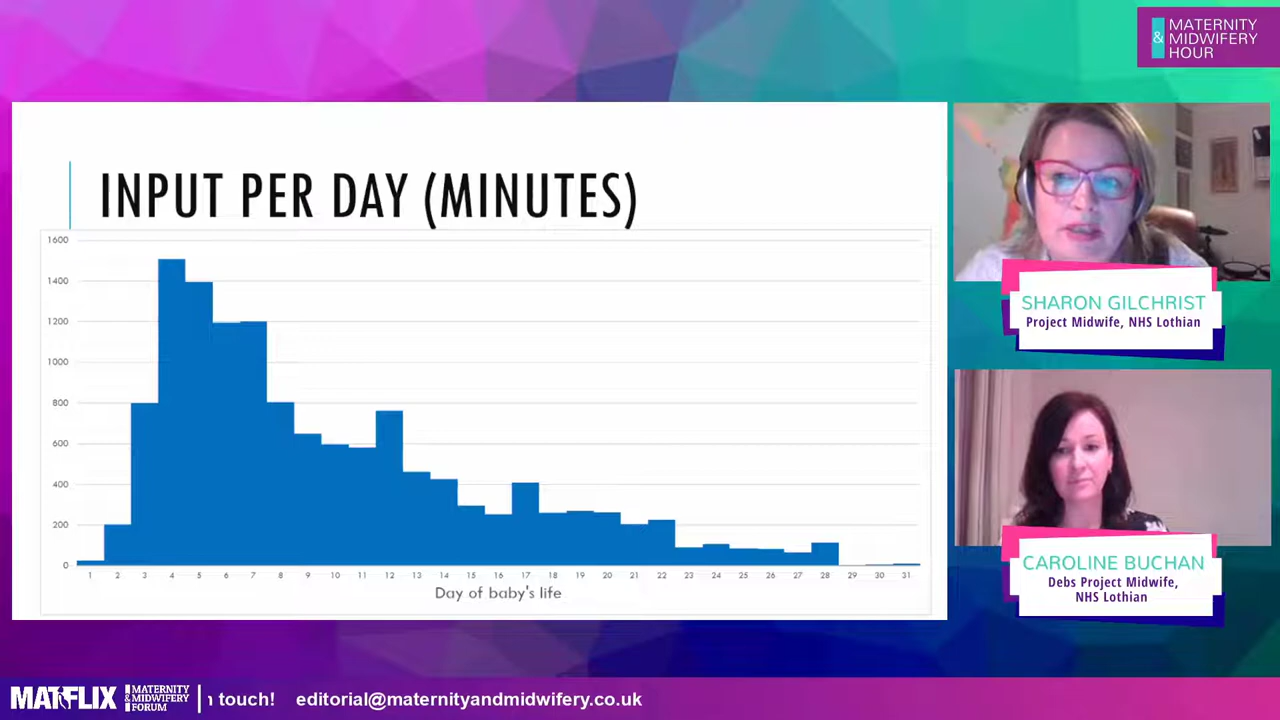 MATERNITY
& MIDWIFERY
HOUR
INPUT PER DAY (MINUTES)
1600
1400
1200
1000
800
600
400
200
0
1 2 3 4 5 6 7 8 9 10 11 12 13 14 15 16 17 18 19 20 21 22 23 24 25 26 27 28 29 30 31
Day of baby's life
SHARON GILCHRIST
Project Midwife, NHS Lothian
CAROLINE BUCHAN
Debs Project Midwife,
NHS Lothian
MATFLIX
MATERNITY
& MIDWIFERY
FORUM
n touch! editorial@maternityandmidwifery.co.uk